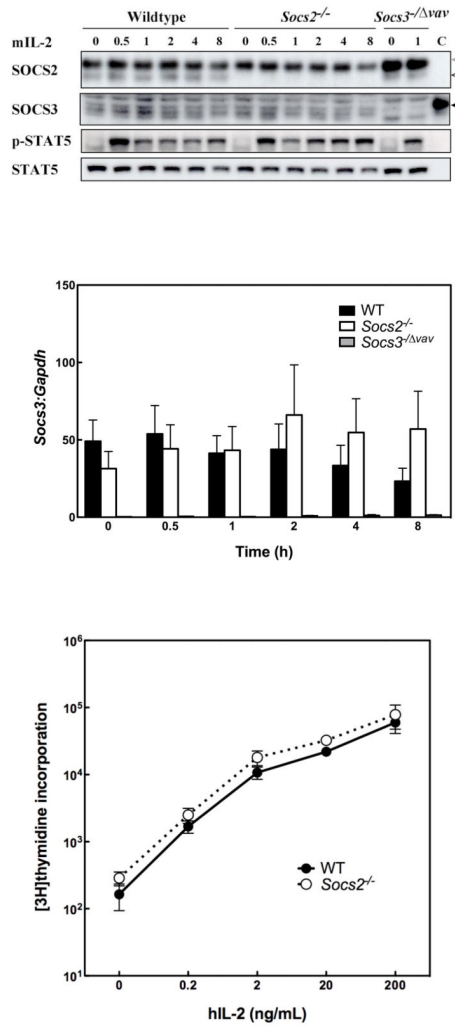 Wildtype Socs2-/- Socs3-/Δvav
mIL-2 0 0.5 1 2 4 8 0 0.5 1 2 4 8 0 1 C
SOCS2
SOCS3
p-STAT5
STAT5
150
100
50
0
Socs3:Gapdh
WT
Socs2-/-
Socs3-/Δvav
0 0.5 1 2 4 8
Time (h)
10^6
10^5
10^4
10^3
10^2
10^1
[3H]thymidine incorporation
WT
Socs2-/-
0 0.2 2 20 200
hIL-2 (ng/mL)